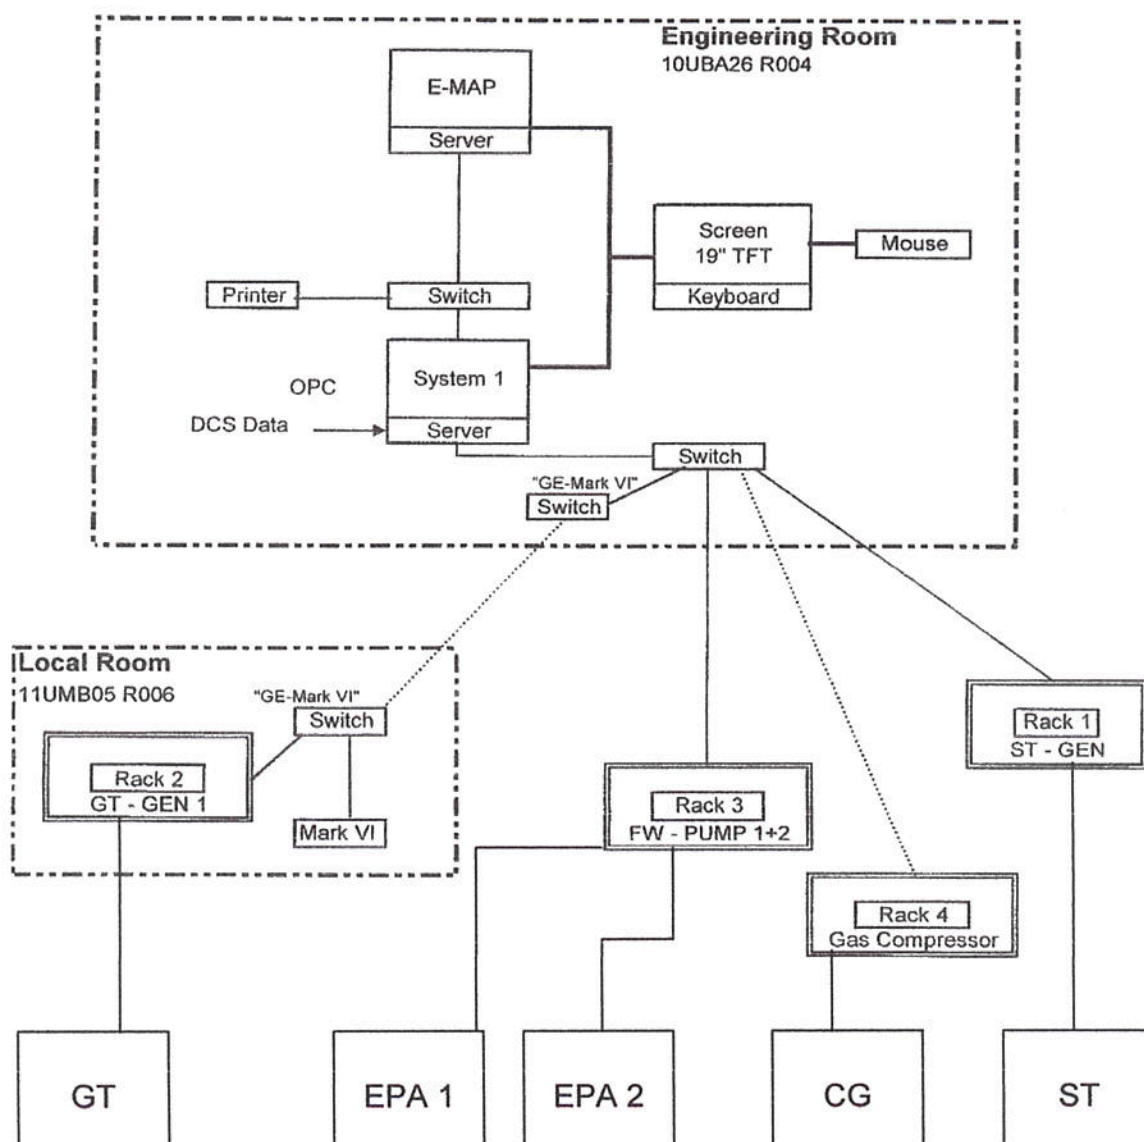 Engineering Room
10UBA26 R004
E-MAP
Server
Screen
19" TFT
Keyboard
Mouse
Printer
Switch
System 1
OPC
DCS Data
Server
Switch
"GE-Mark VI"
Switch
Local Room
11UMB05 R006
"GE-Mark VI"
Switch
Rack 2
GT - GEN 1
Mark VI
Rack 1
ST - GEN
Rack 3
FW - PUMP 1+2
Rack 4
Gas Compressor
GT
EPA 1
EPA 2
CG
ST